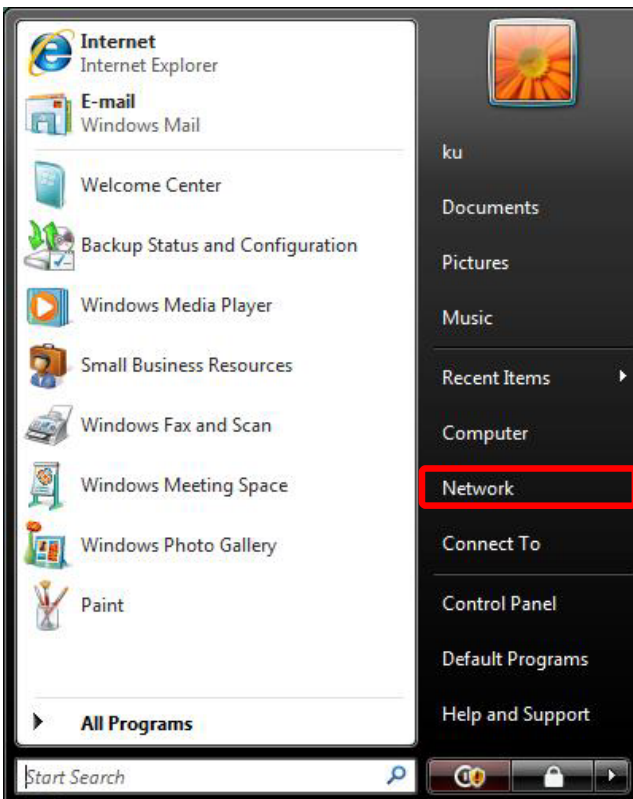 Internet
Internet Explorer
E-mail
Windows Mail
Welcome Center
Backup Status and Configuration
Windows Media Player
Small Business Resources
Windows Fax and Scan
Windows Meeting Space
Windows Photo Gallery
Paint
All Programs
Start Search
ku
Documents
Pictures
Music
Recent Items
Computer
Network
Connect To
Control Panel
Default Programs
Help and Support